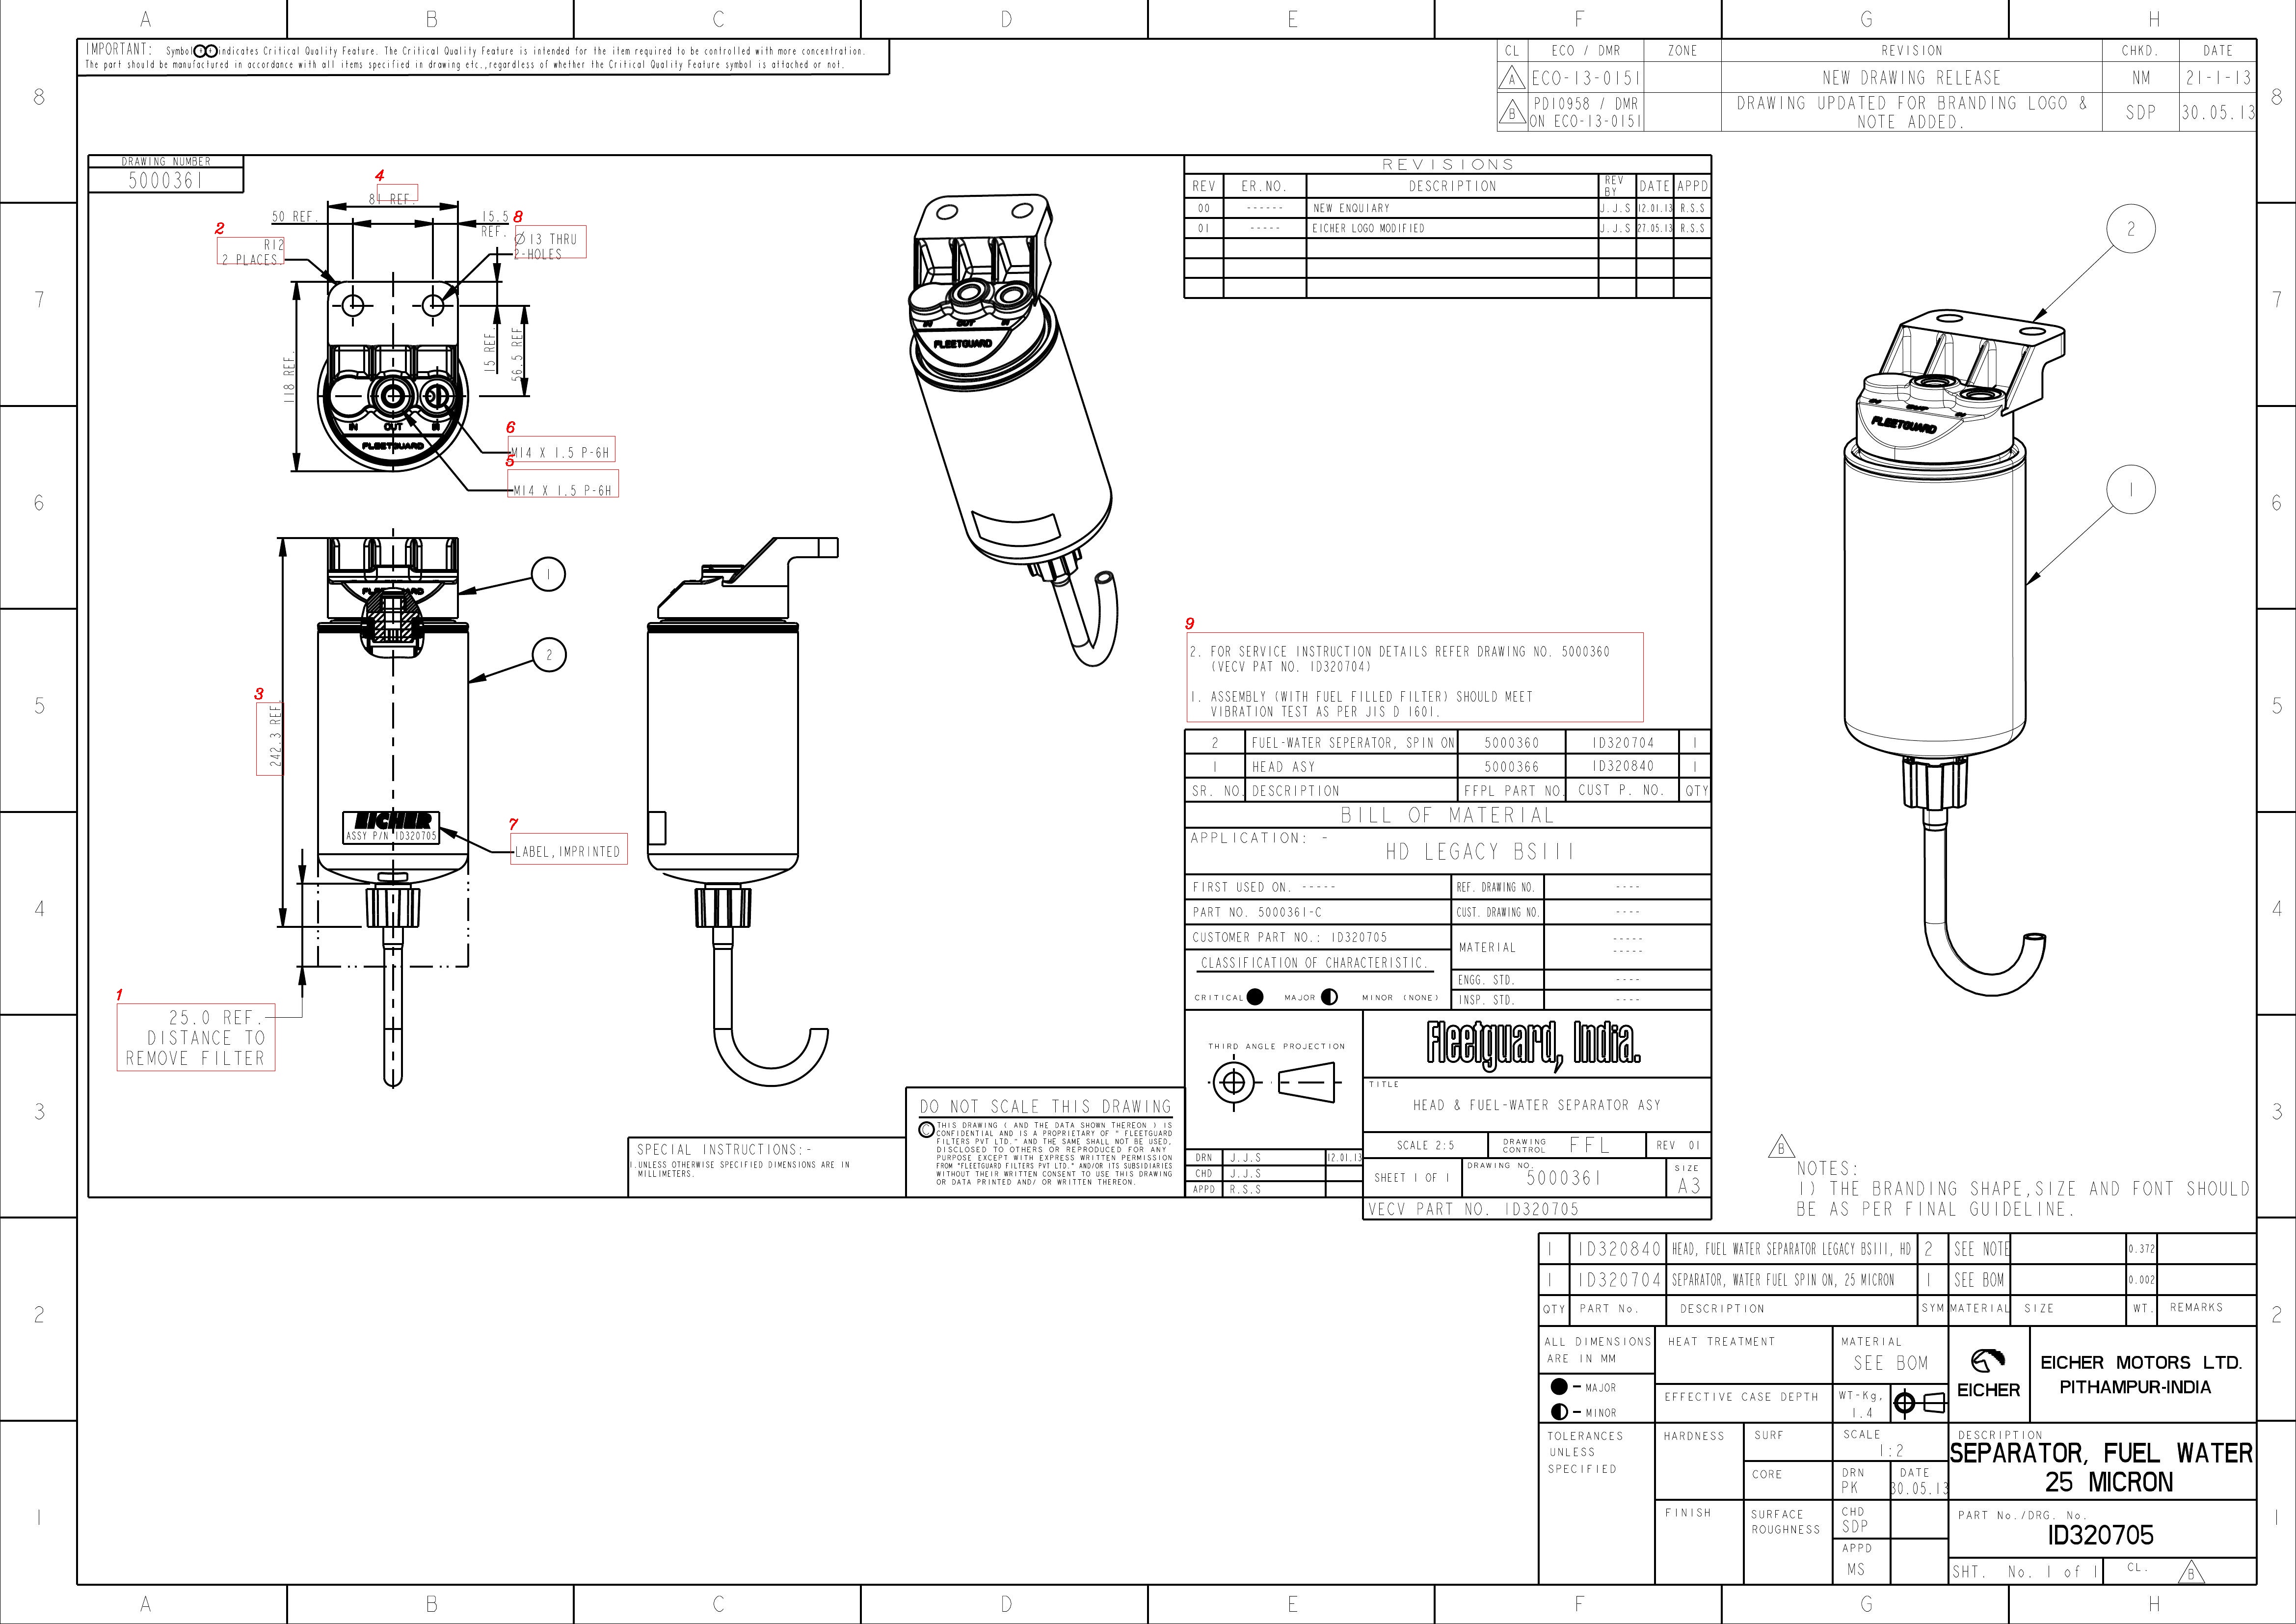 A B C D E F G H
IMPORTANT: Symbol indicates Critical Quality Feature. The Critical Quality Feature is intended for the item required to be controlled with more concentration.
The part should be manufactured in accordance with all items specified in drawing etc.,regardless of whether the Critical Quality Feature symbol is attached or not.
CL ECO / DMR ZONE REVISION CHKD. DATE
A ECO-13-0151 NEW DRAWING RELEASE NM 21-1-13
B PD10958 / DMR ON ECO-13-0151 DRAWING UPDATED FOR BRANDING LOGO & NOTE ADDED. SDP 30.05.13
8 8
DRAWING NUMBER
5000361
4
81 REF.
50 REF.
15.5 REF.
8
Ø13 THRU
2-HOLES
2
R12
2 PLACES.
118 REF.
15 REF.
56.5 REF
IN OUT IN
FLEETGUARD
6
M14 X 1.5 P-6H
5
M14 X 1.5 P-6H
IN OUT IN
FLEETGUARD
REVISIONS
REV ER.NO. DESCRIPTION REV BY DATE APPD
00 ------ NEW ENQUIARY J.J.S 12.01.13 R.S.S
01 ----- EICHER LOGO MODIFIED J.J.S 27.05.13 R.S.S
2
FLEETGUARD
1
7 7
6 6
1
2
3
242.3 REF.
EICHER
ASSY P/N ID320705
7
LABEL,IMPRINTED
1
25.0 REF.
DISTANCE TO
REMOVE FILTER
9
2. FOR SERVICE INSTRUCTION DETAILS REFER DRAWING NO. 5000360
(VECV PAT NO. ID320704)
1. ASSEMBLY (WITH FUEL FILLED FILTER) SHOULD MEET
VIBRATION TEST AS PER JIS D 1601.
5 5
2 FUEL-WATER SEPERATOR, SPIN ON 5000360 ID320704 1
1 HEAD ASY 5000366 ID320840 1
SR. NO. DESCRIPTION FFPL PART NO. CUST P. NO. QTY
BILL OF MATERIAL
APPLICATION: -
HD LEGACY BSIII
FIRST USED ON. ----- REF. DRAWING NO. ----
PART NO. 5000361-C CUST. DRAWING NO. ----
CUSTOMER PART NO.: ID320705 MATERIAL ----- -----
CLASSIFICATION OF CHARACTERISTIC.
ENGG. STD. ----
CRITICAL MAJOR MINOR (NONE) INSP. STD. ----
4 4
THIRD ANGLE PROJECTION
Fleetguard, India.
TITLE
HEAD & FUEL-WATER SEPARATOR ASY
SCALE 2:5 DRAWING CONTROL FFL REV 01
DRN J.J.S 12.01.13
CHD J.J.S
APPD R.S.S
SHEET 1 OF 1 DRAWING NO. 5000361 SIZE A3
VECV PART NO. ID320705
SPECIAL INSTRUCTIONS:-
1.UNLESS OTHERWISE SPECIFIED DIMENSIONS ARE IN
MILLIMETERS.
DO NOT SCALE THIS DRAWING
© THIS DRAWING ( AND THE DATA SHOWN THEREON ) IS
CONFIDENTIAL AND IS A PROPRIETARY OF " FLEETGUARD
FILTERS PVT LTD." AND THE SAME SHALL NOT BE USED,
DISCLOSED TO OTHERS OR REPRODUCED FOR ANY
PURPOSE EXCEPT WITH EXPRESS WRITTEN PERMISSION
FROM "FLEETGUARD FILTERS PVT LTD." AND/OR ITS SUBSIDIARIES
WITHOUT THEIR WRITTEN CONSENT TO USE THIS DRAWING
OR DATA PRINTED AND/ OR WRITTEN THEREON.
3 3
B
NOTES:
1) THE BRANDING SHAPE,SIZE AND FONT SHOULD
BE AS PER FINAL GUIDELINE.
1 ID320840 HEAD, FUEL WATER SEPARATOR LEGACY BSIII, HD 2 SEE NOTE 0.372
1 ID320704 SEPARATOR, WATER FUEL SPIN ON, 25 MICRON 1 SEE BOM 0.002
QTY PART No. DESCRIPTION SYM MATERIAL SIZE WT. REMARKS
2 2
ALL DIMENSIONS
ARE IN MM
HEAT TREATMENT
MATERIAL
SEE BOM
EICHER
EICHER MOTORS LTD.
PITHAMPUR-INDIA
- MAJOR
- MINOR
EFFECTIVE CASE DEPTH
WT-Kg,
1.4
TOLERANCES
UNLESS
SPECIFIED
HARDNESS SURF
CORE
SCALE
1:2
DRN
PK
DATE
30.05.13
DESCRIPTION
SEPARATOR, FUEL WATER
25 MICRON
FINISH
SURFACE
ROUGHNESS
CHD
SDP
APPD
MS
PART No./DRG. No.
ID320705
SHT. No. 1 of 1 CL. B
1 1
A B C D E F G H